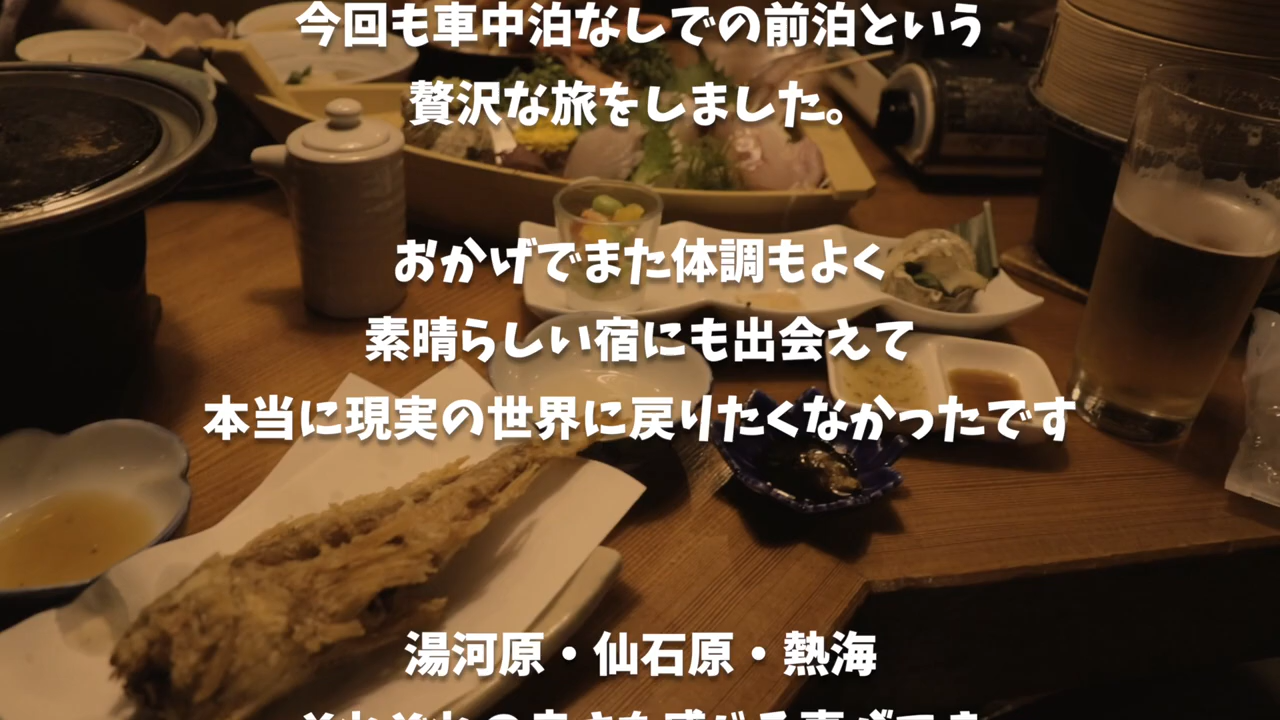 今回も車中泊なしでの前泊という
贅沢な旅をしました。
おかげでまた体調もよく
素晴らしい宿にも出会えて
本当に現実の世界に戻りたくなかったです
湯河原・仙石原・熱海